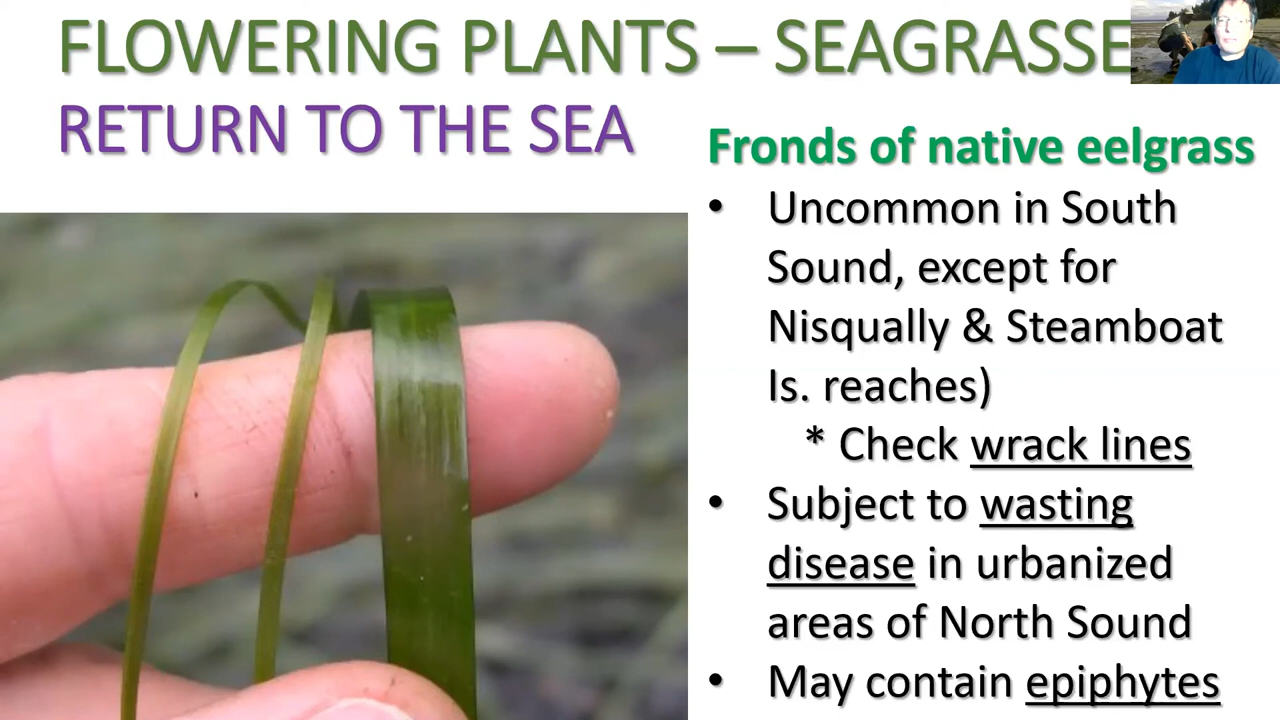 FLOWERING PLANTS – SEAGRASSE
RETURN TO THE SEA
Fronds of native eelgrass
• Uncommon in South
Sound, except for
Nisqually & Steamboat
Is. reaches)
* Check wrack lines
• Subject to wasting
disease in urbanized
areas of North Sound
• May contain epiphytes